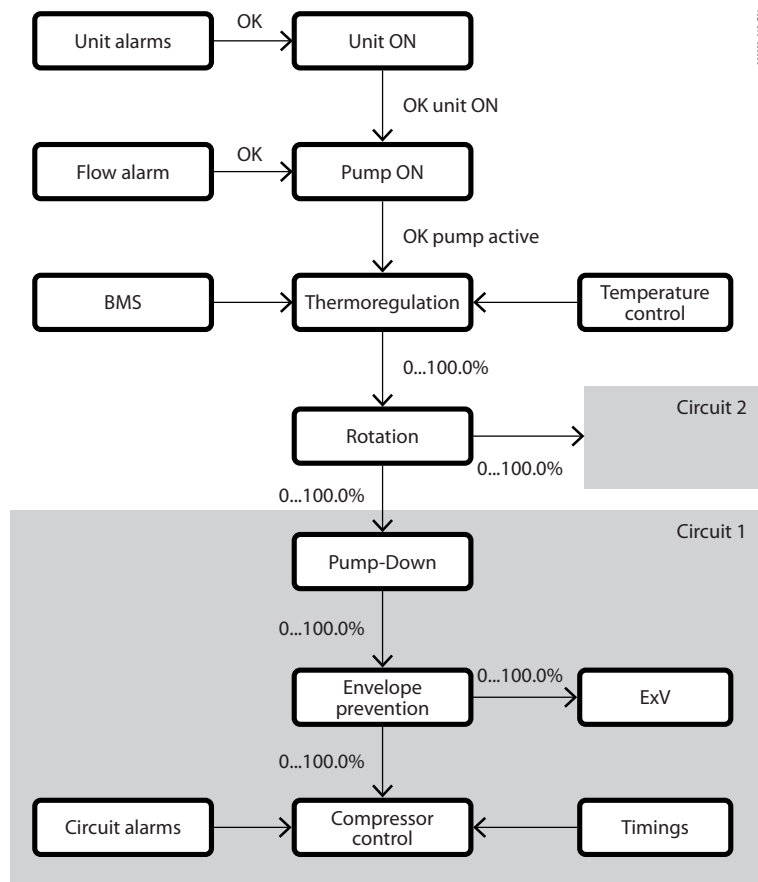 Unit alarms
OK
Unit ON
OK unit ON
Flow alarm
OK
Pump ON
OK pump active
BMS
Thermoregulation
Temperature
control
0...100.0%
Rotation
0...100.0%
Circuit 2
0...100.0%
Circuit 1
Pump-Down
0...100.0%
Envelope
prevention
0...100.0%
ExV
0...100.0%
Circuit alarms
Compressor
control
Timings